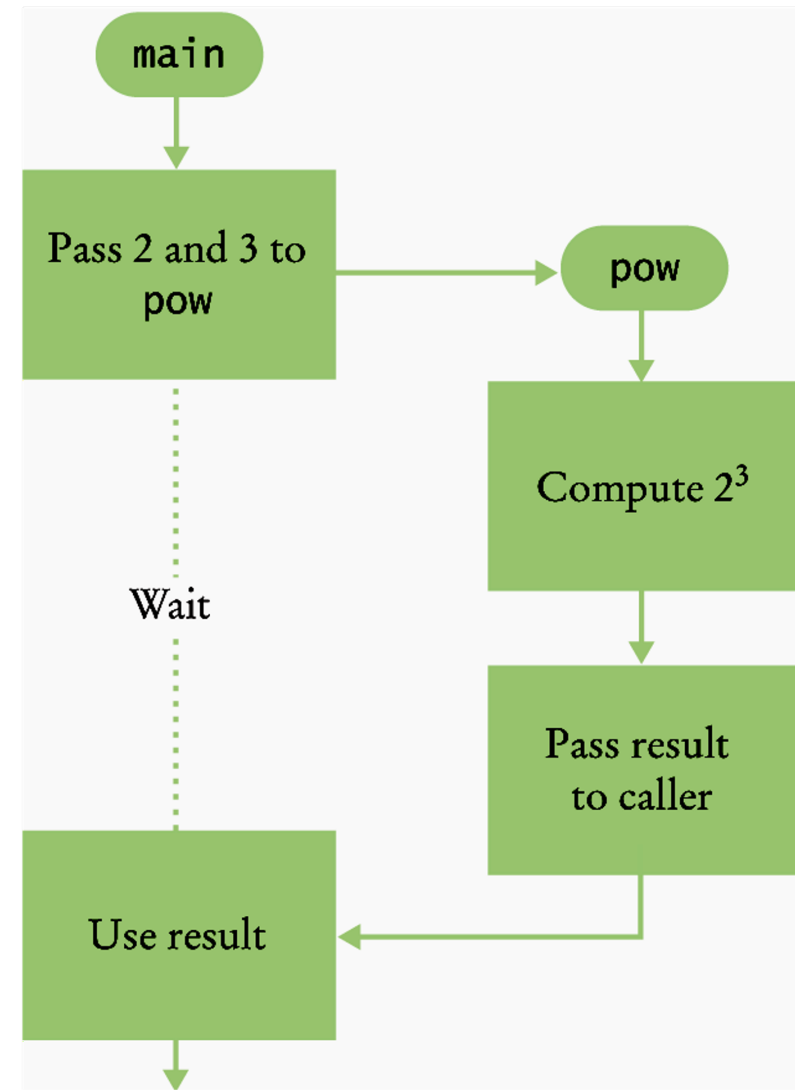 main
Pass 2 and 3 to
pow
pow
Compute 2³
Wait
Pass result
to caller
Use result